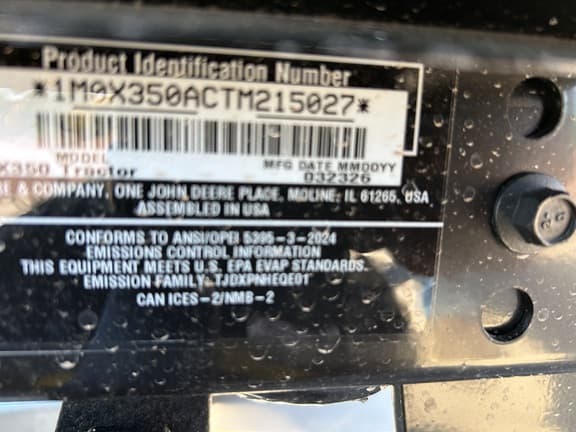 Product Identification Number
*1M0X350ACTM215027*
MODEL MFG DATE MMDDYY
X350 Tractor 032326
RE & COMPANY, ONE JOHN DEERE PLACE, MOLINE, IL 61265, USA
ASSEMBLED IN USA
CONFORMS TO ANSI/OPEI 5395-3-2024
EMISSIONS CONTROL INFORMATION
THIS EQUIPMENT MEETS U.S. EPA EVAP STANDARDS.
EMISSION FAMILY: TJDXPNHEQE01
CAN ICES-2/NMB-2